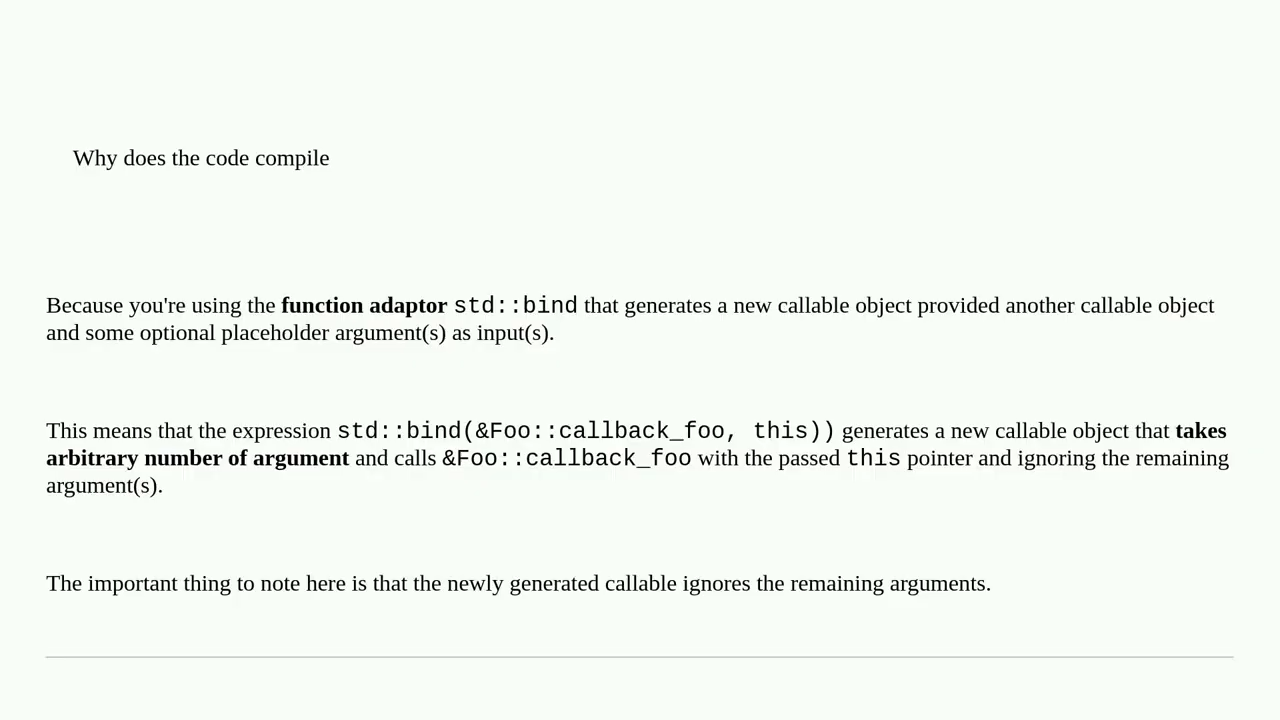 Why does the code compile
Because you're using the function adaptor std::bind that generates a new callable object provided another callable object
and some optional placeholder argument(s) as input(s).
This means that the expression std::bind(&Foo::callback_foo, this)) generates a new callable object that takes
arbitrary number of argument and calls &Foo::callback_foo with the passed this pointer and ignoring the remaining
argument(s).
The important thing to note here is that the newly generated callable ignores the remaining arguments.